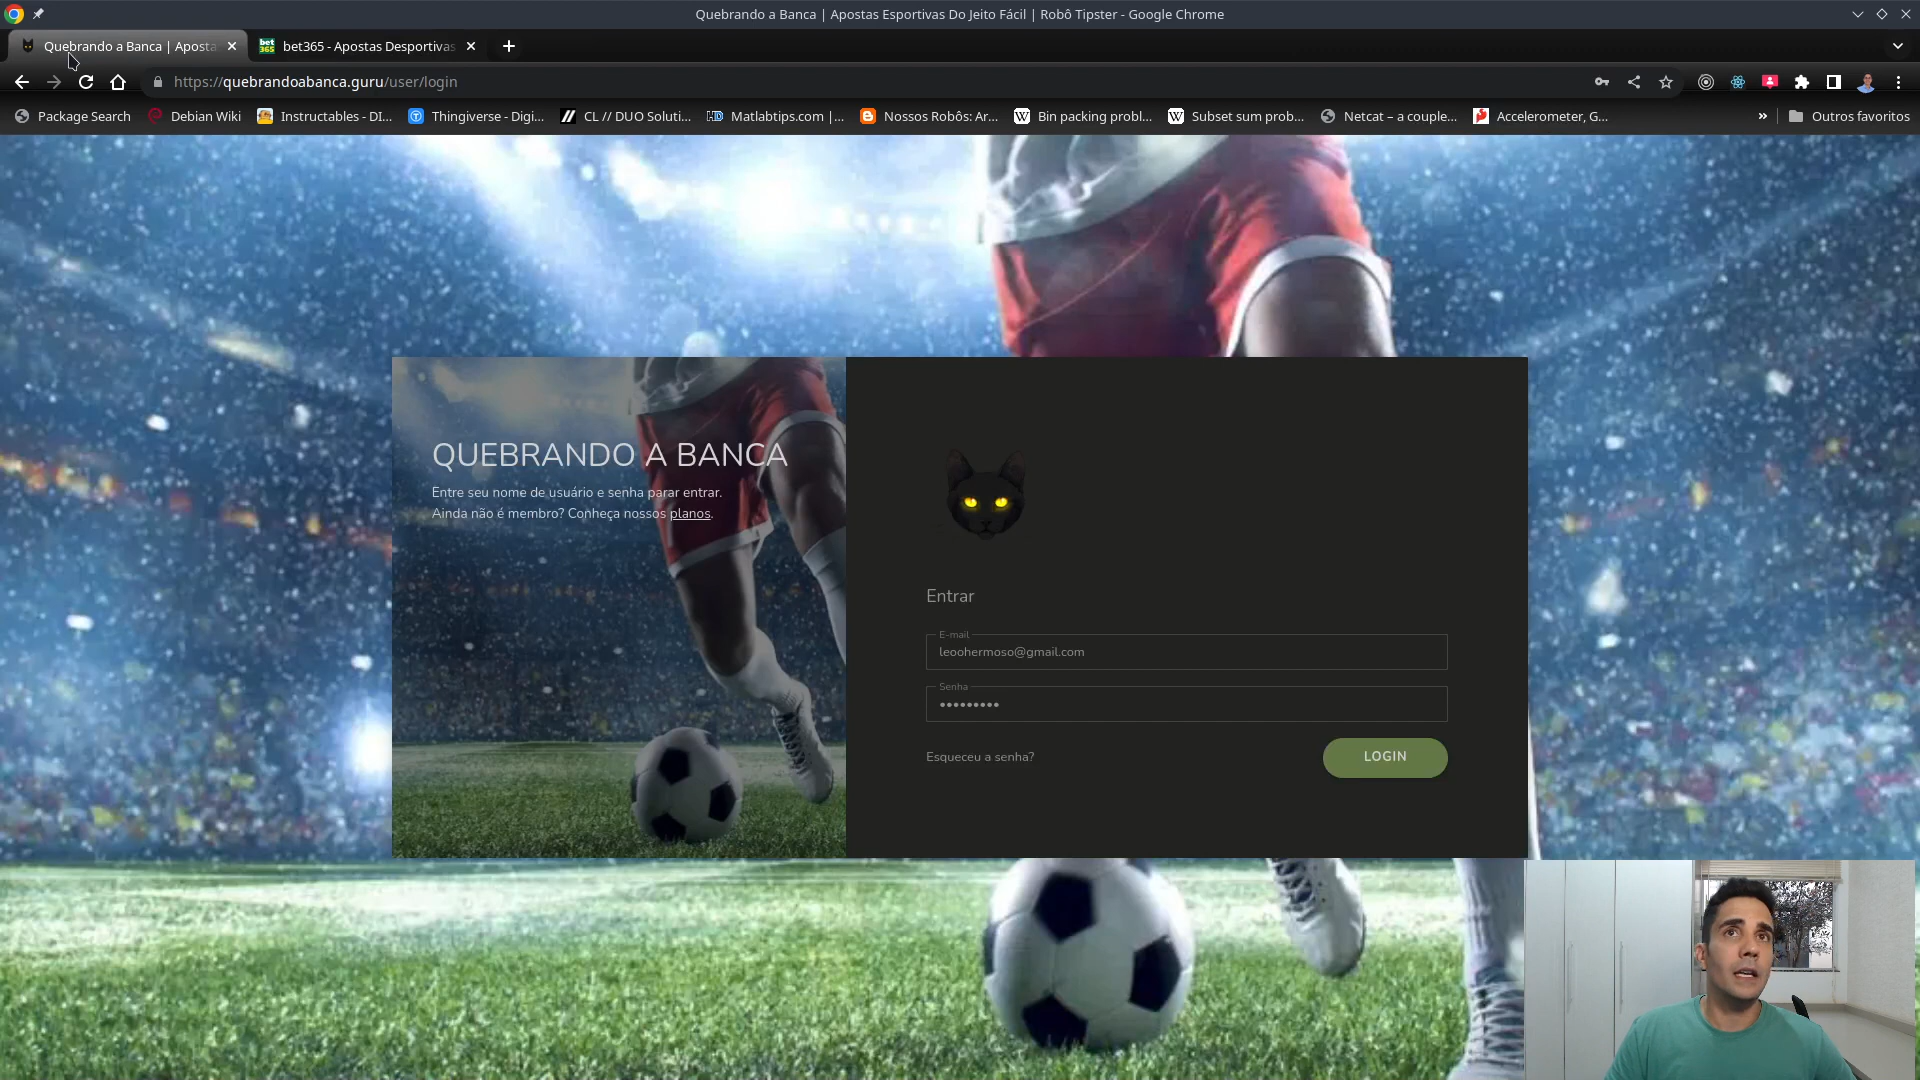 Quebrando a Banca | Apostas Esportivas Do Jeito Fácil | Robô Tipster - Google Chrome
Quebrando a Banca | Aposta
bet365 - Apostas Desportivas
https://quebrandoabanca.guru/user/login
Package Search
Debian Wiki
Instructables - DI...
Thingiverse - Digi...
CL // DUO Soluti...
Matlabtips.com |...
Nossos Robôs: Ar...
Bin packing probl...
Subset sum prob...
Netcat – a couple...
Accelerometer, G...
»
Outros favoritos
QUEBRANDO A BANCA
Entre seu nome de usuário e senha parar entrar.
Ainda não é membro? Conheça nossos planos.
Entrar
E-mail
leoohermoso@gmail.com
Senha
•••••••••
Esqueceu a senha?
LOGIN